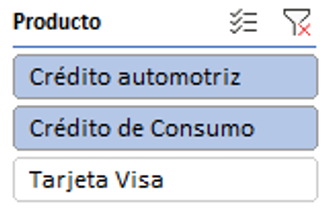 Producto
Crédito automotriz
Crédito de Consumo
Tarjeta Visa